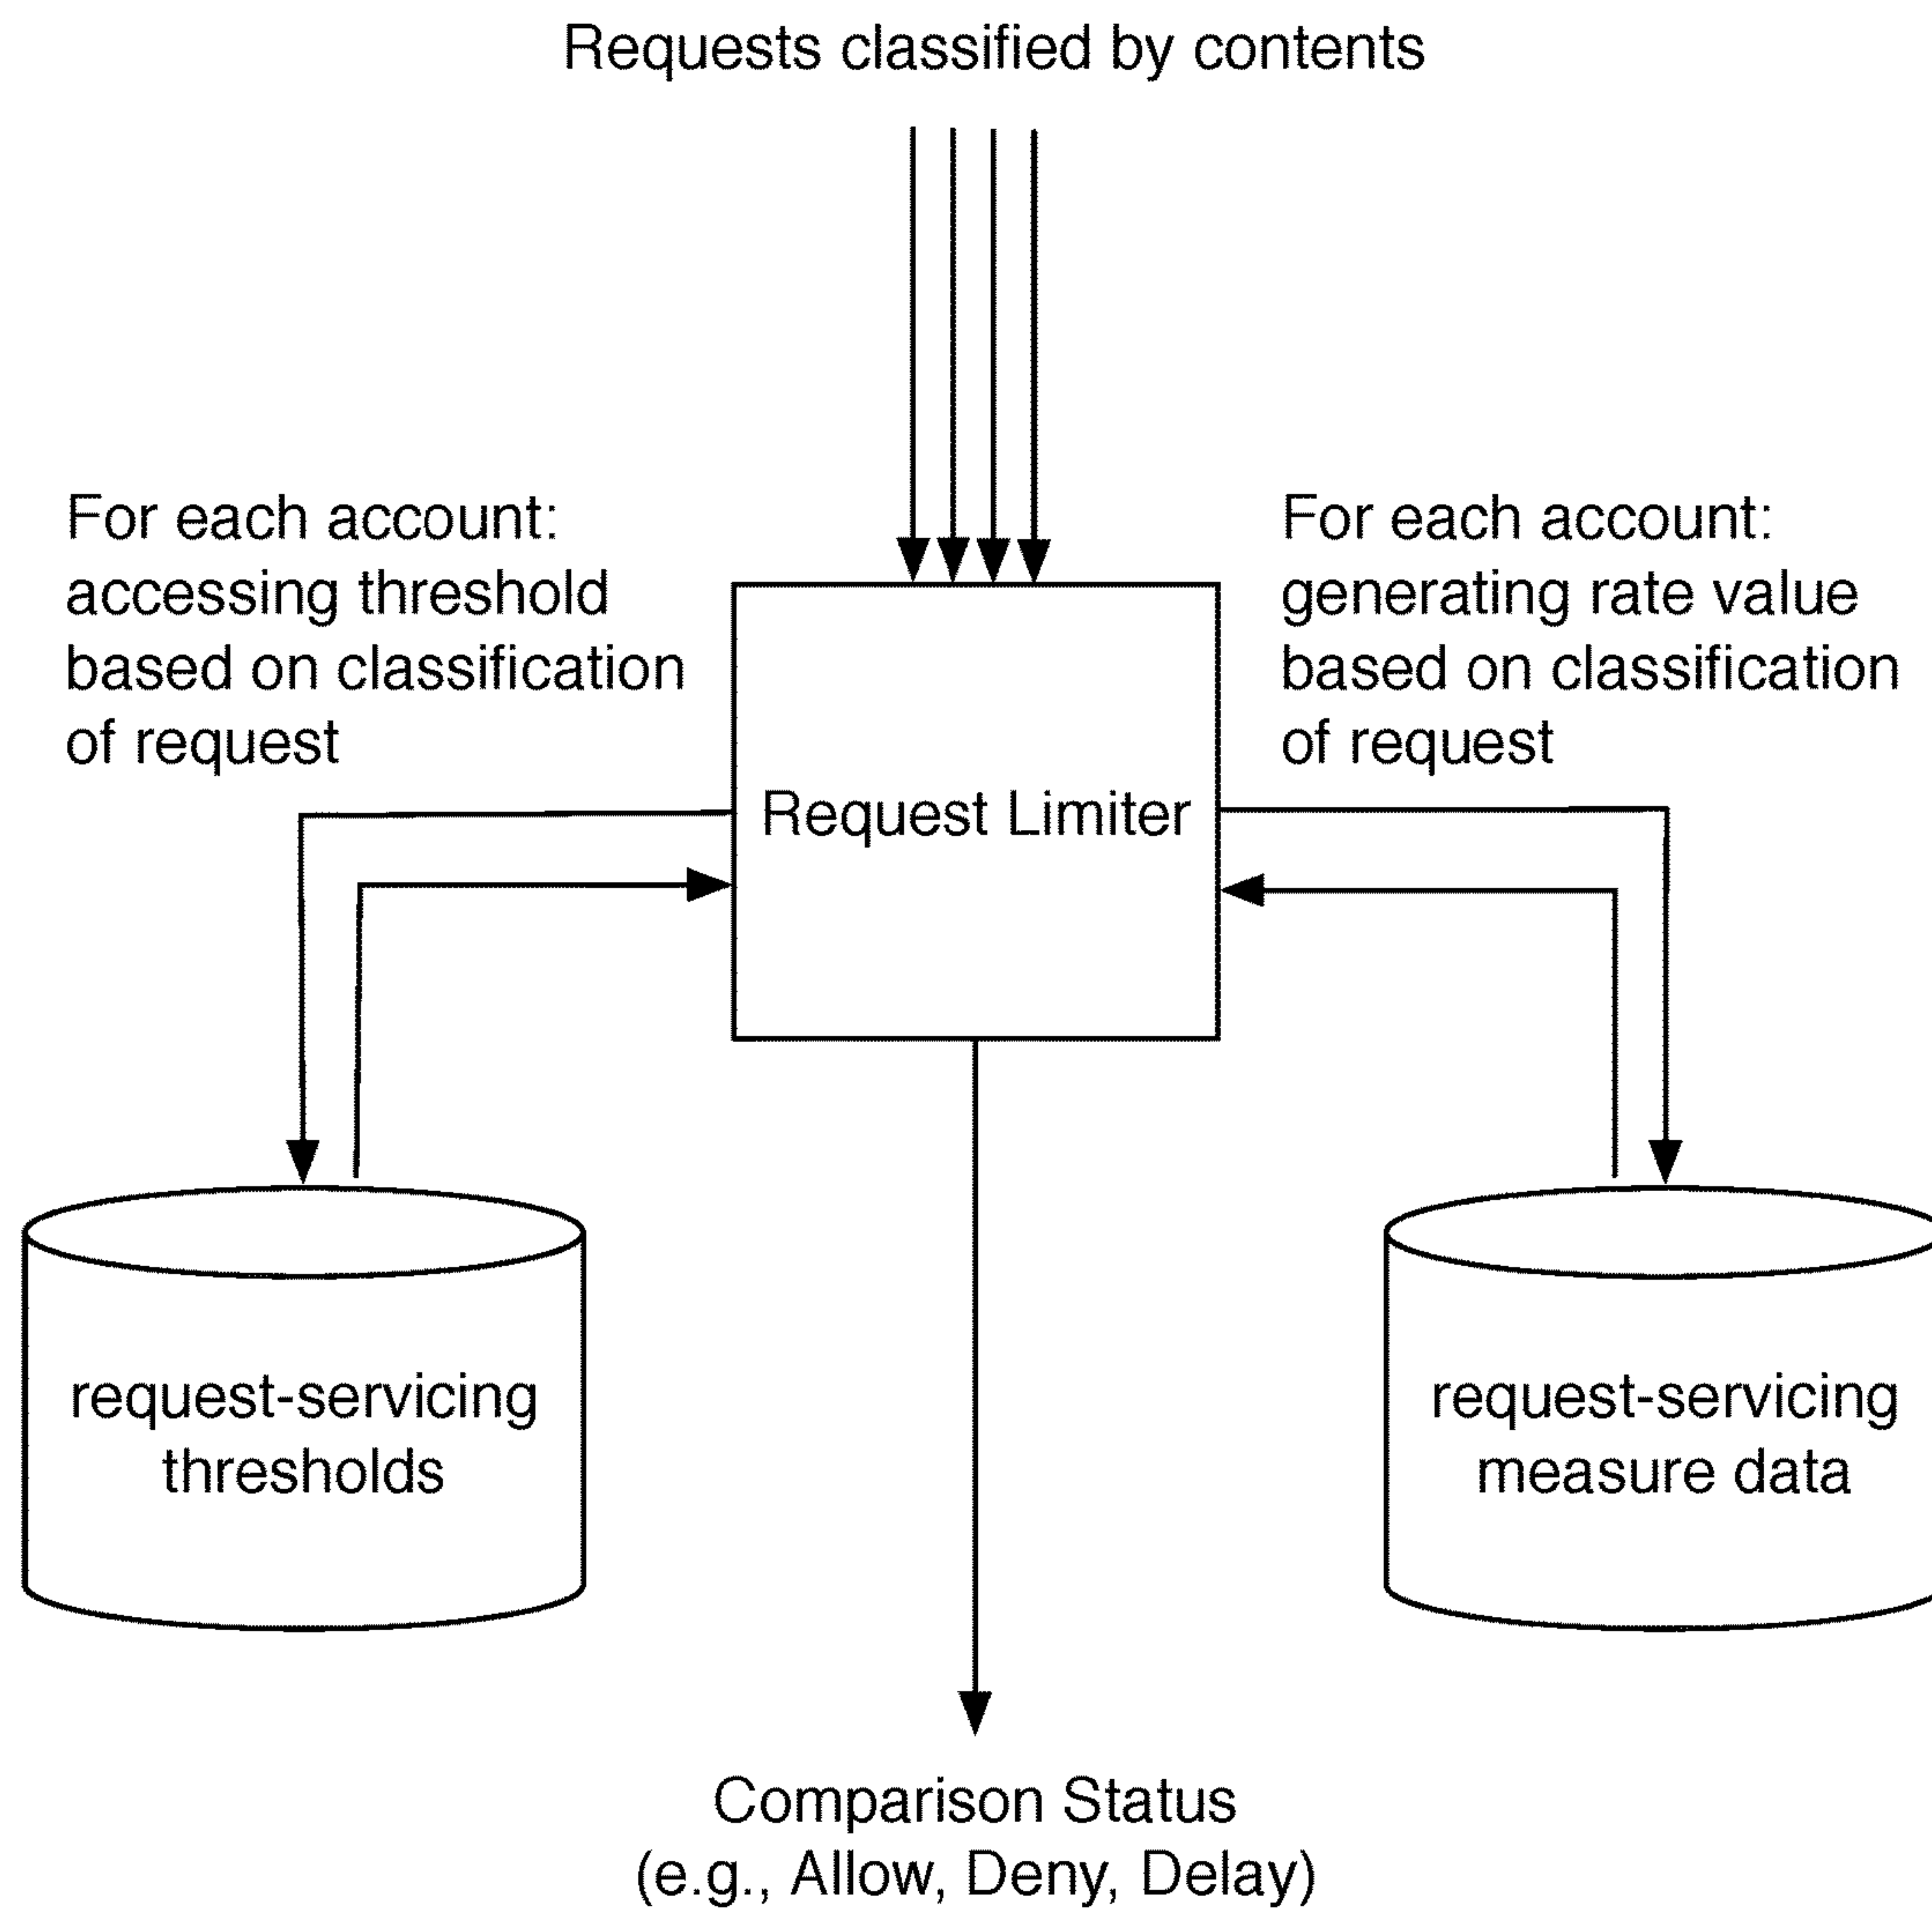 Requests classified by contents
For each account:
accessing threshold
based on classification
of request
For each account:
generating rate value
based on classification
of request
Request Limiter
request-servicing
thresholds
request-servicing
measure data
Comparison Status
(e.g., Allow, Deny, Delay)